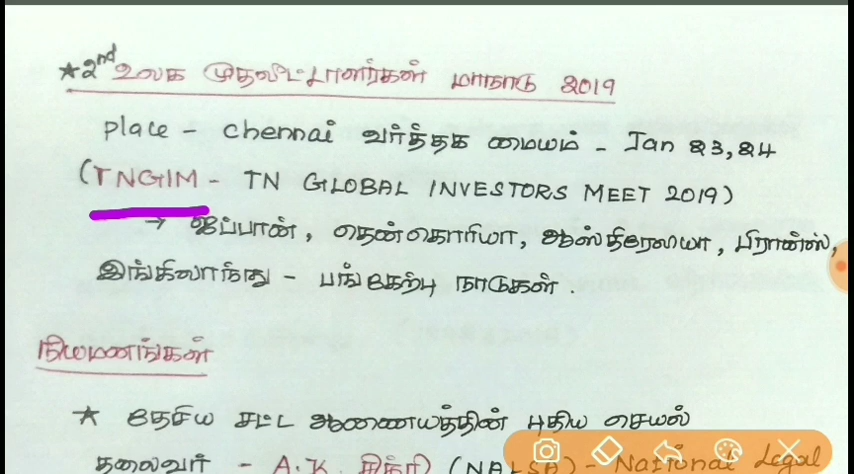 ★ 2nd உலக முதலீட்டாளர்கள் மாநாடு 2019
Place - Chennai வர்த்தக மையம் - Jan 23, 24
(TNGIM - TN GLOBAL INVESTORS MEET 2019)
→ ஜப்பான், தென்கொரியா, ஆஸ்திரேலியா, பிரான்ஸ்,
இங்கிலாந்து - பங்கேற்பு நாடுகள்.
நியமனங்கள்
★ தேசிய சட்ட ஆணையத்தின் புதிய செயல்
தலைவர் - A.K. சிக்ரி (NALSA) - National Legal